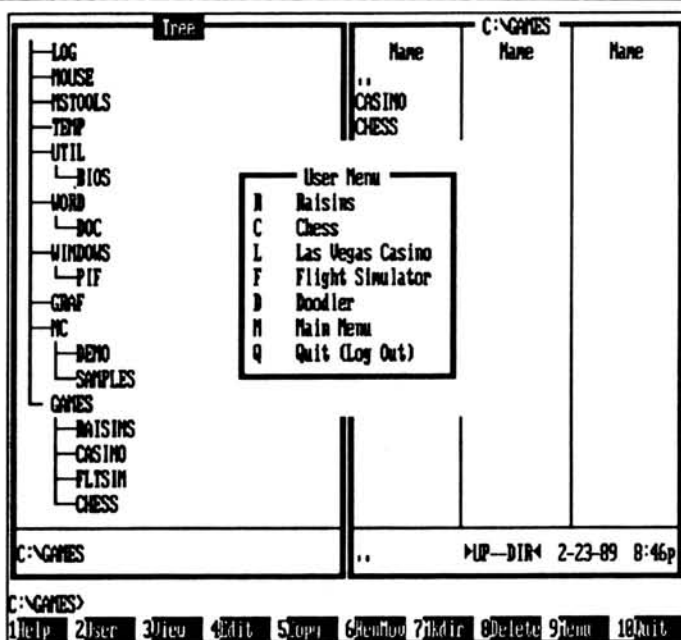 Tree
LOG
MOUSE
MSTOOLS
TEMP
UTIL
BIOS
WORD
DOC
WINDOWS
PIF
GRAF
NC
DEMO
SAMPLES
GAMES
RAISINS
CASINO
FLTSIM
CHESS
C:\GAMES
C:\GAMES
Name Name Name
..
CASINO
CHESS
.. ►UP--DIR◄ 2-23-89 8:46p
User Menu
R Raisins
C Chess
L Las Vegas Casino
F Flight Simulator
D Doodler
M Main Menu
Q Quit (Log Out)
C:\GAMES>
1Help 2User 3View 4Edit 5Copy 6RenMov 7Mkdir 8Delete 9Menu 10Quit